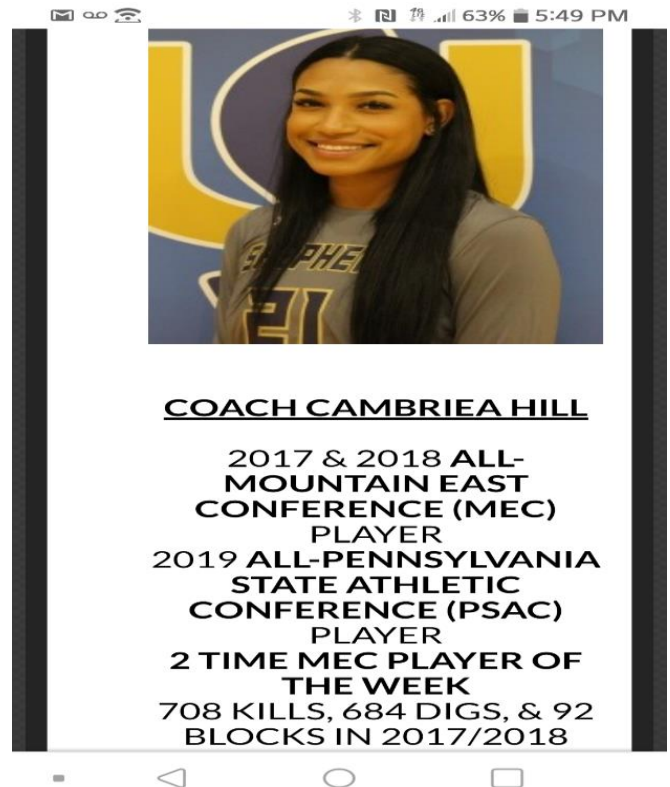 63% 5:49 PM
SHEPHE
21
COACH CAMBRIEA HILL
2017 & 2018 ALL-
MOUNTAIN EAST
CONFERENCE (MEC)
PLAYER
2019 ALL-PENNSYLVANIA
STATE ATHLETIC
CONFERENCE (PSAC)
PLAYER
2 TIME MEC PLAYER OF
THE WEEK
708 KILLS, 684 DIGS, & 92
BLOCKS IN 2017/2018